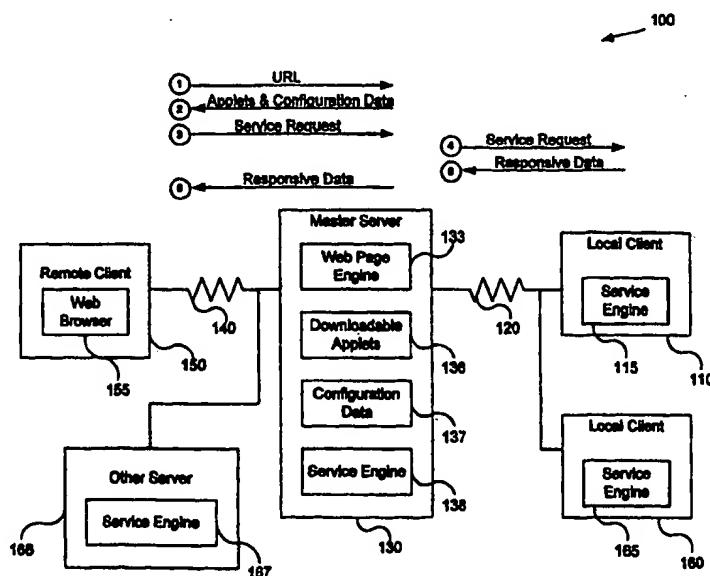 100
1 URL
2 Applets & Configuration Data
3 Service Request
4 Service Request
Responsive Data
Responsive Data
Master Server
133
Remote Client
Web Page
Engine
Local Client
Web
Browser
140
120
Service
Engine
155
150
Downloadable
Applets
136
115
110
Configuration
Data
137
Local Client
Other Server
Service Engine
Service Engine
138
Service
Engine
167
130
165
160